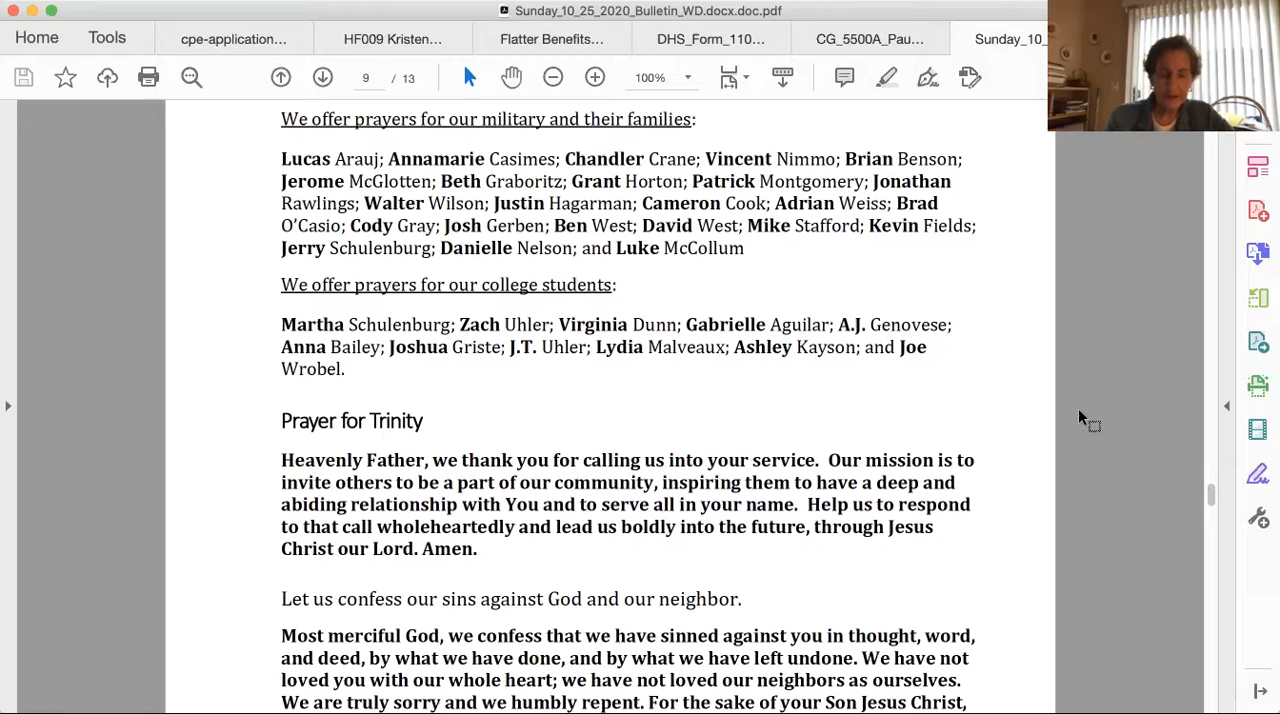 Sunday_10_25_2020_Bulletin_WD.docx.doc.pdf
Home Tools cpe-application... HF009 Kristen... Flatter Benefits... DHS_Form_110... CG_5500A_Pau... Sunday_10_
9 / 13 100%
We offer prayers for our military and their families:
Lucas Arauj; Annamarie Casimes; Chandler Crane; Vincent Nimmo; Brian Benson;
Jerome McGlotten; Beth Graboritz; Grant Horton; Patrick Montgomery; Jonathan
Rawlings; Walter Wilson; Justin Hagarman; Cameron Cook; Adrian Weiss; Brad
O’Casio; Cody Gray; Josh Gerben; Ben West; David West; Mike Stafford; Kevin Fields;
Jerry Schulenburg; Danielle Nelson; and Luke McCollum
We offer prayers for our college students:
Martha Schulenburg; Zach Uhler; Virginia Dunn; Gabrielle Aguilar; A.J. Genovese;
Anna Bailey; Joshua Griste; J.T. Uhler; Lydia Malveaux; Ashley Kayson; and Joe
Wrobel.
Prayer for Trinity
Heavenly Father, we thank you for calling us into your service. Our mission is to
invite others to be a part of our community, inspiring them to have a deep and
abiding relationship with You and to serve all in your name. Help us to respond
to that call wholeheartedly and lead us boldly into the future, through Jesus
Christ our Lord. Amen.
Let us confess our sins against God and our neighbor.
Most merciful God, we confess that we have sinned against you in thought, word,
and deed, by what we have done, and by what we have left undone. We have not
loved you with our whole heart; we have not loved our neighbors as ourselves.
We are truly sorry and we humbly repent. For the sake of your Son Jesus Christ,